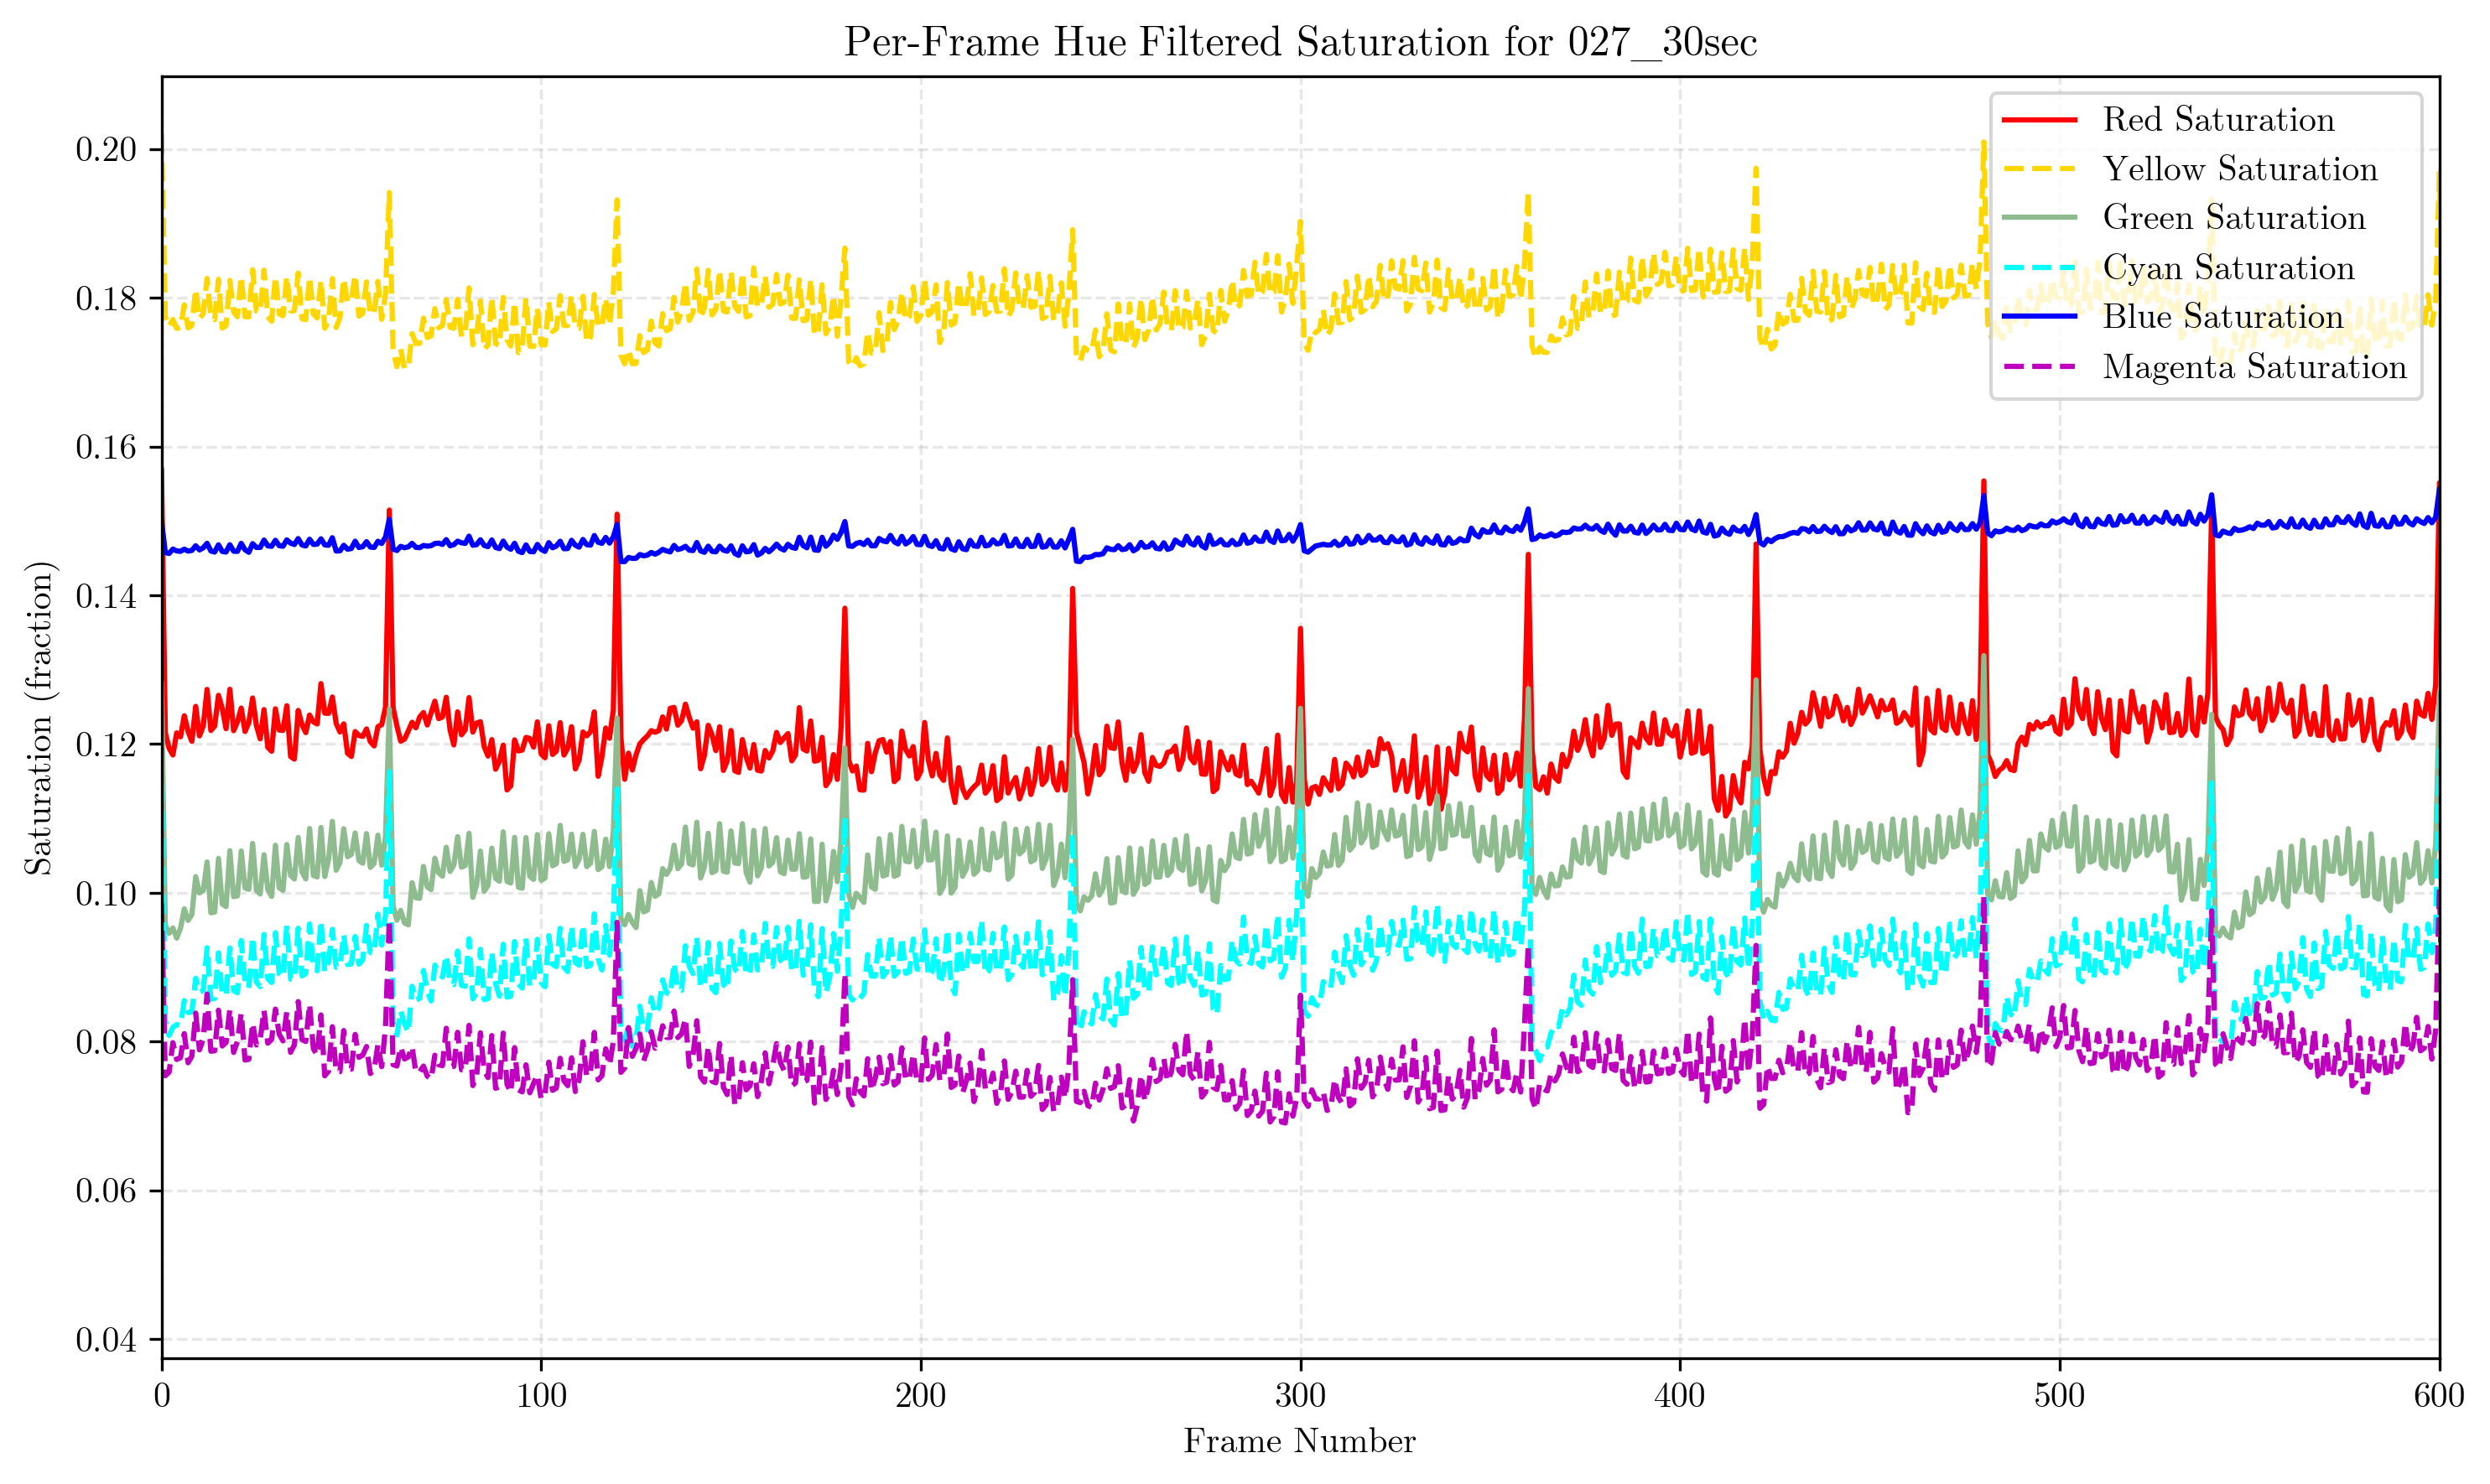 Per-Frame Hue Filtered Saturation for 027_30sec
Red Saturation
Yellow Saturation
Green Saturation
Cyan Saturation
Blue Saturation
Magenta Saturation
Saturation (fraction)
0.20
0.18
0.16
0.14
0.12
0.10
0.08
0.06
0.04
0 100 200 300 400 500 600
Frame Number